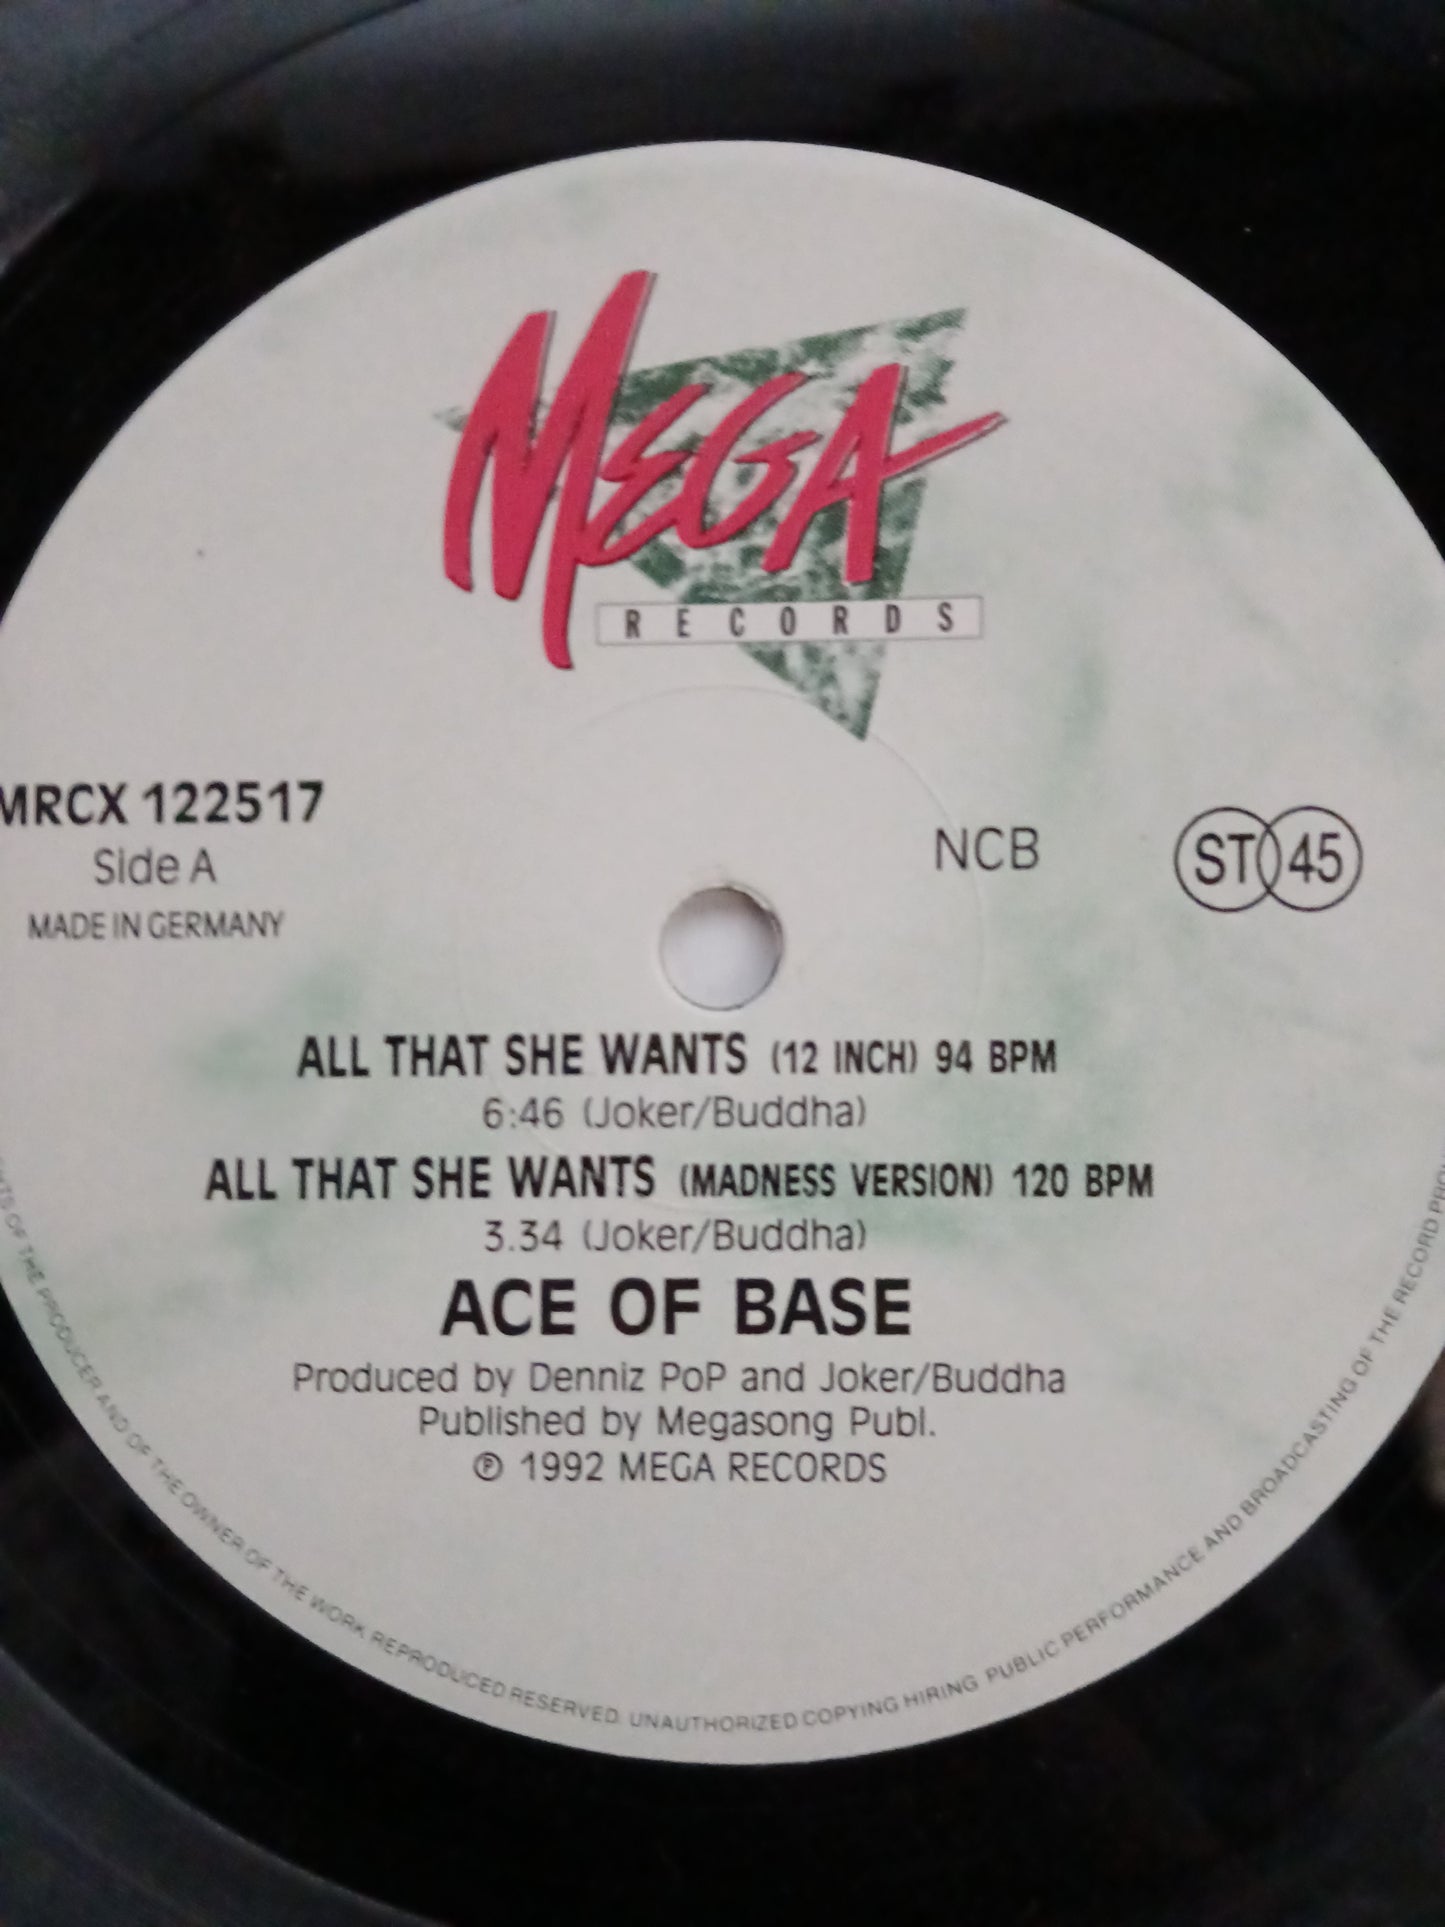 MEGA
RECORDS
MRCX 122517
Side A
MADE IN GERMANY
NCB
ST 45
ALL THAT SHE WANTS (12 INCH) 94 BPM
6:46 (Joker/Buddha)
ALL THAT SHE WANTS (MADNESS VERSION) 120 BPM
3.34 (Joker/Buddha)
ACE OF BASE
Produced by Denniz PoP and Joker/Buddha
Published by Megasong Publ.
℗ 1992 MEGA RECORDS
OF THE PRODUCER AND OF THE OWNER OF THE WORK REPRODUCED RESERVED. UNAUTHORIZED COPYING HIRING PUBLIC PERFORMANCE AND BROADCASTING OF THE RECORD